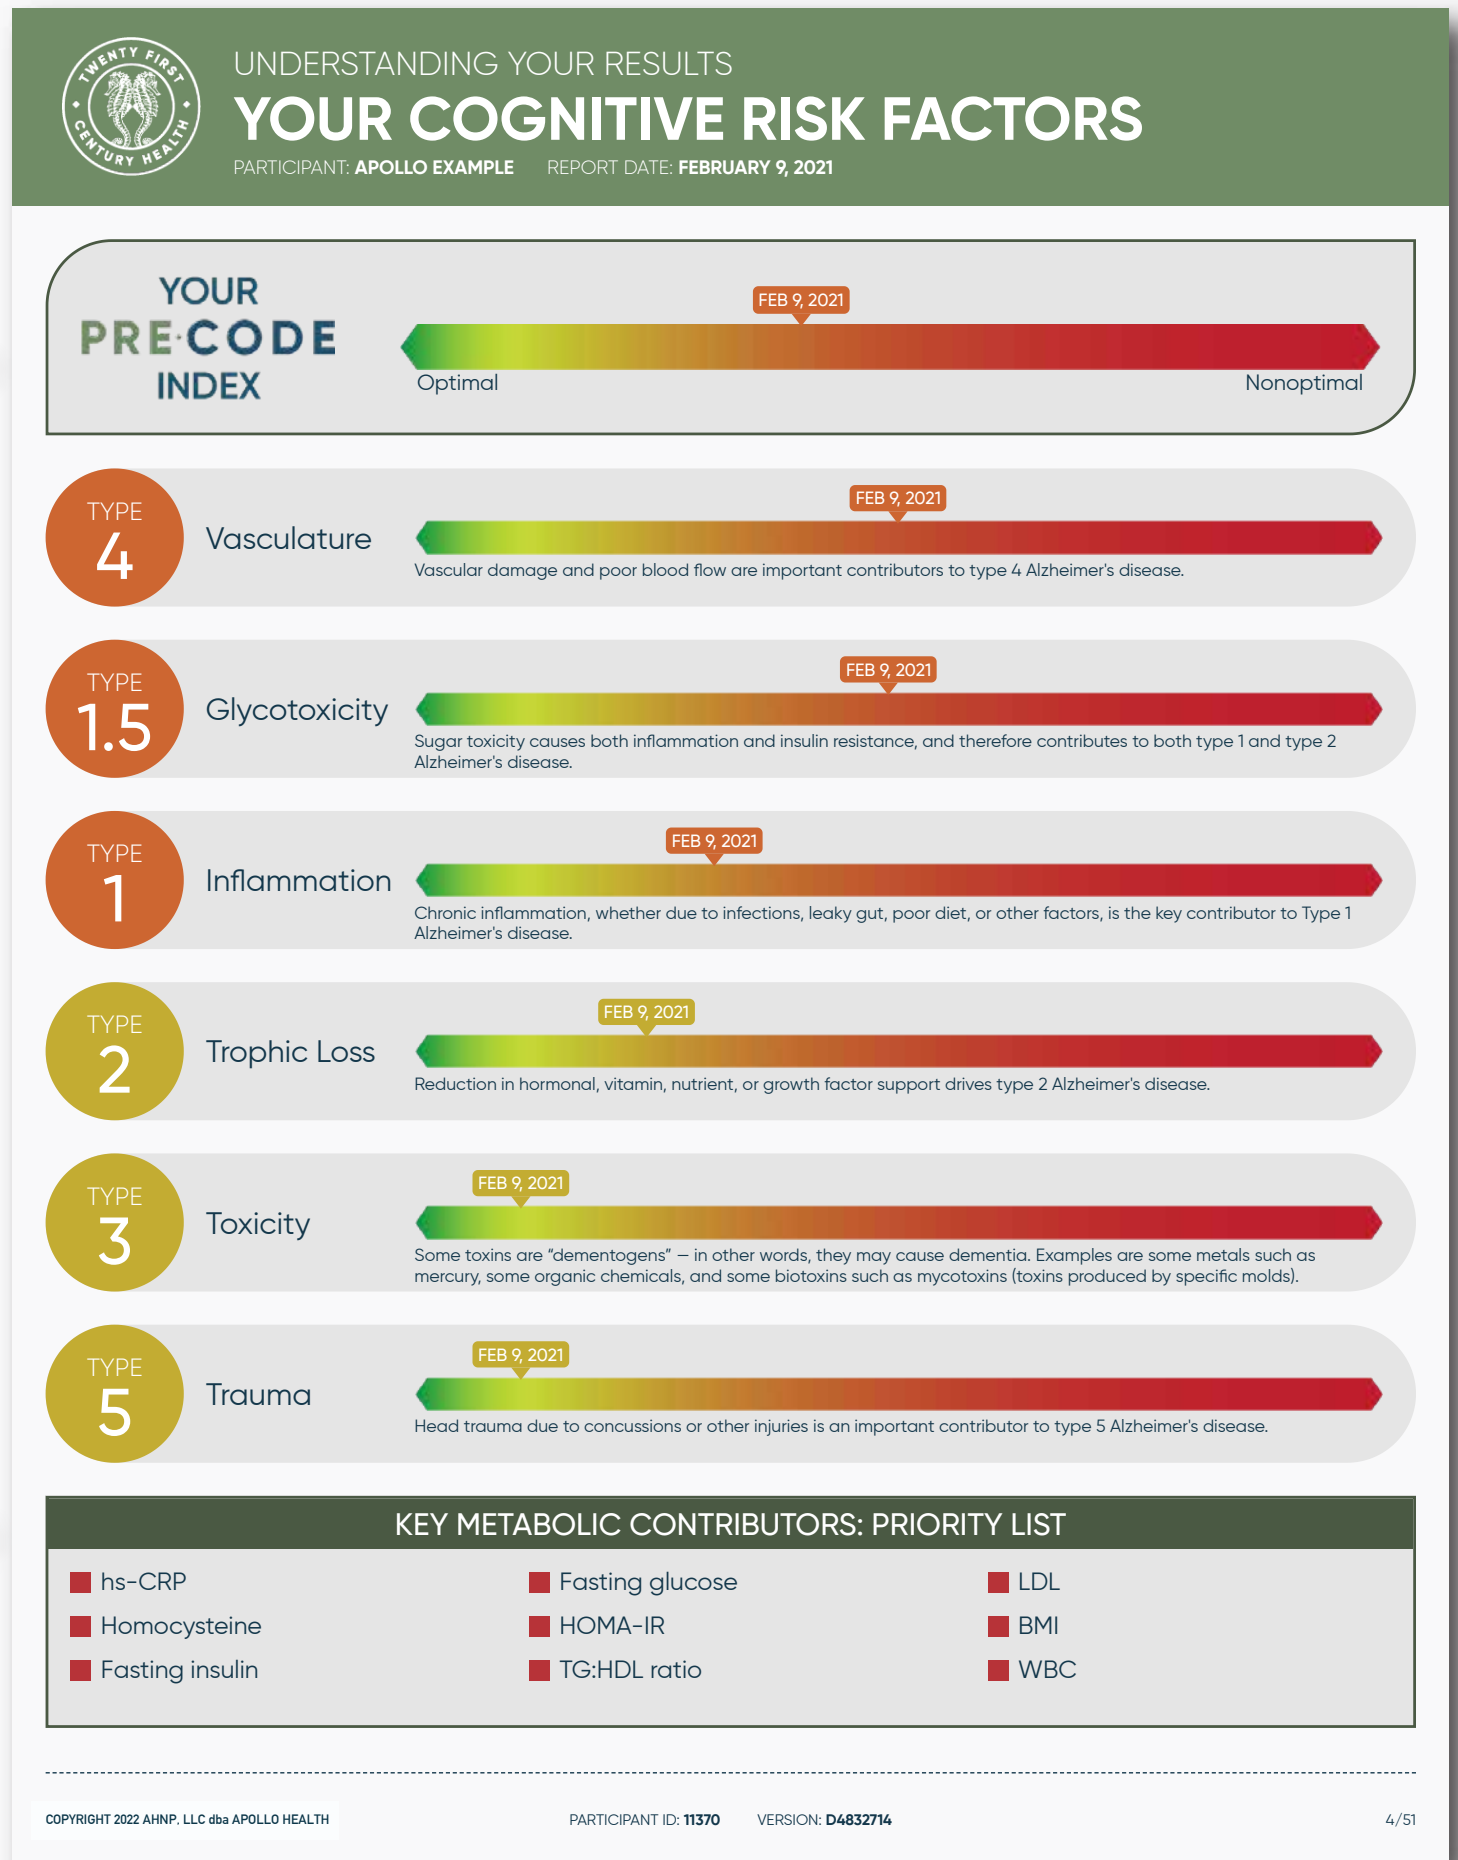 TWENTY FIRST
CENTURY HEALTH
UNDERSTANDING YOUR RESULTS
YOUR COGNITIVE RISK FACTORS
PARTICIPANT: APOLLO EXAMPLE REPORT DATE: FEBRUARY 9, 2021
YOUR
PRE·CODE
INDEX
FEB 9, 2021
Optimal Nonoptimal
TYPE
4
Vasculature
FEB 9, 2021
Vascular damage and poor blood flow are important contributors to type 4 Alzheimer's disease.
TYPE
1.5
Glycotoxicity
FEB 9, 2021
Sugar toxicity causes both inflammation and insulin resistance, and therefore contributes to both type 1 and type 2
Alzheimer's disease.
TYPE
1
Inflammation
FEB 9, 2021
Chronic inflammation, whether due to infections, leaky gut, poor diet, or other factors, is the key contributor to Type 1
Alzheimer's disease.
TYPE
2
Trophic Loss
FEB 9, 2021
Reduction in hormonal, vitamin, nutrient, or growth factor support drives type 2 Alzheimer's disease.
TYPE
3
Toxicity
FEB 9, 2021
Some toxins are “dementogens” — in other words, they may cause dementia. Examples are some metals such as
mercury, some organic chemicals, and some biotoxins such as mycotoxins (toxins produced by specific molds).
TYPE
5
Trauma
FEB 9, 2021
Head trauma due to concussions or other injuries is an important contributor to type 5 Alzheimer's disease.
KEY METABOLIC CONTRIBUTORS: PRIORITY LIST
hs-CRP Fasting glucose LDL
Homocysteine HOMA-IR BMI
Fasting insulin TG:HDL ratio WBC
COPYRIGHT 2022 AHNP, LLC dba APOLLO HEALTH PARTICIPANT ID: 11370 VERSION: D4832714 4/51